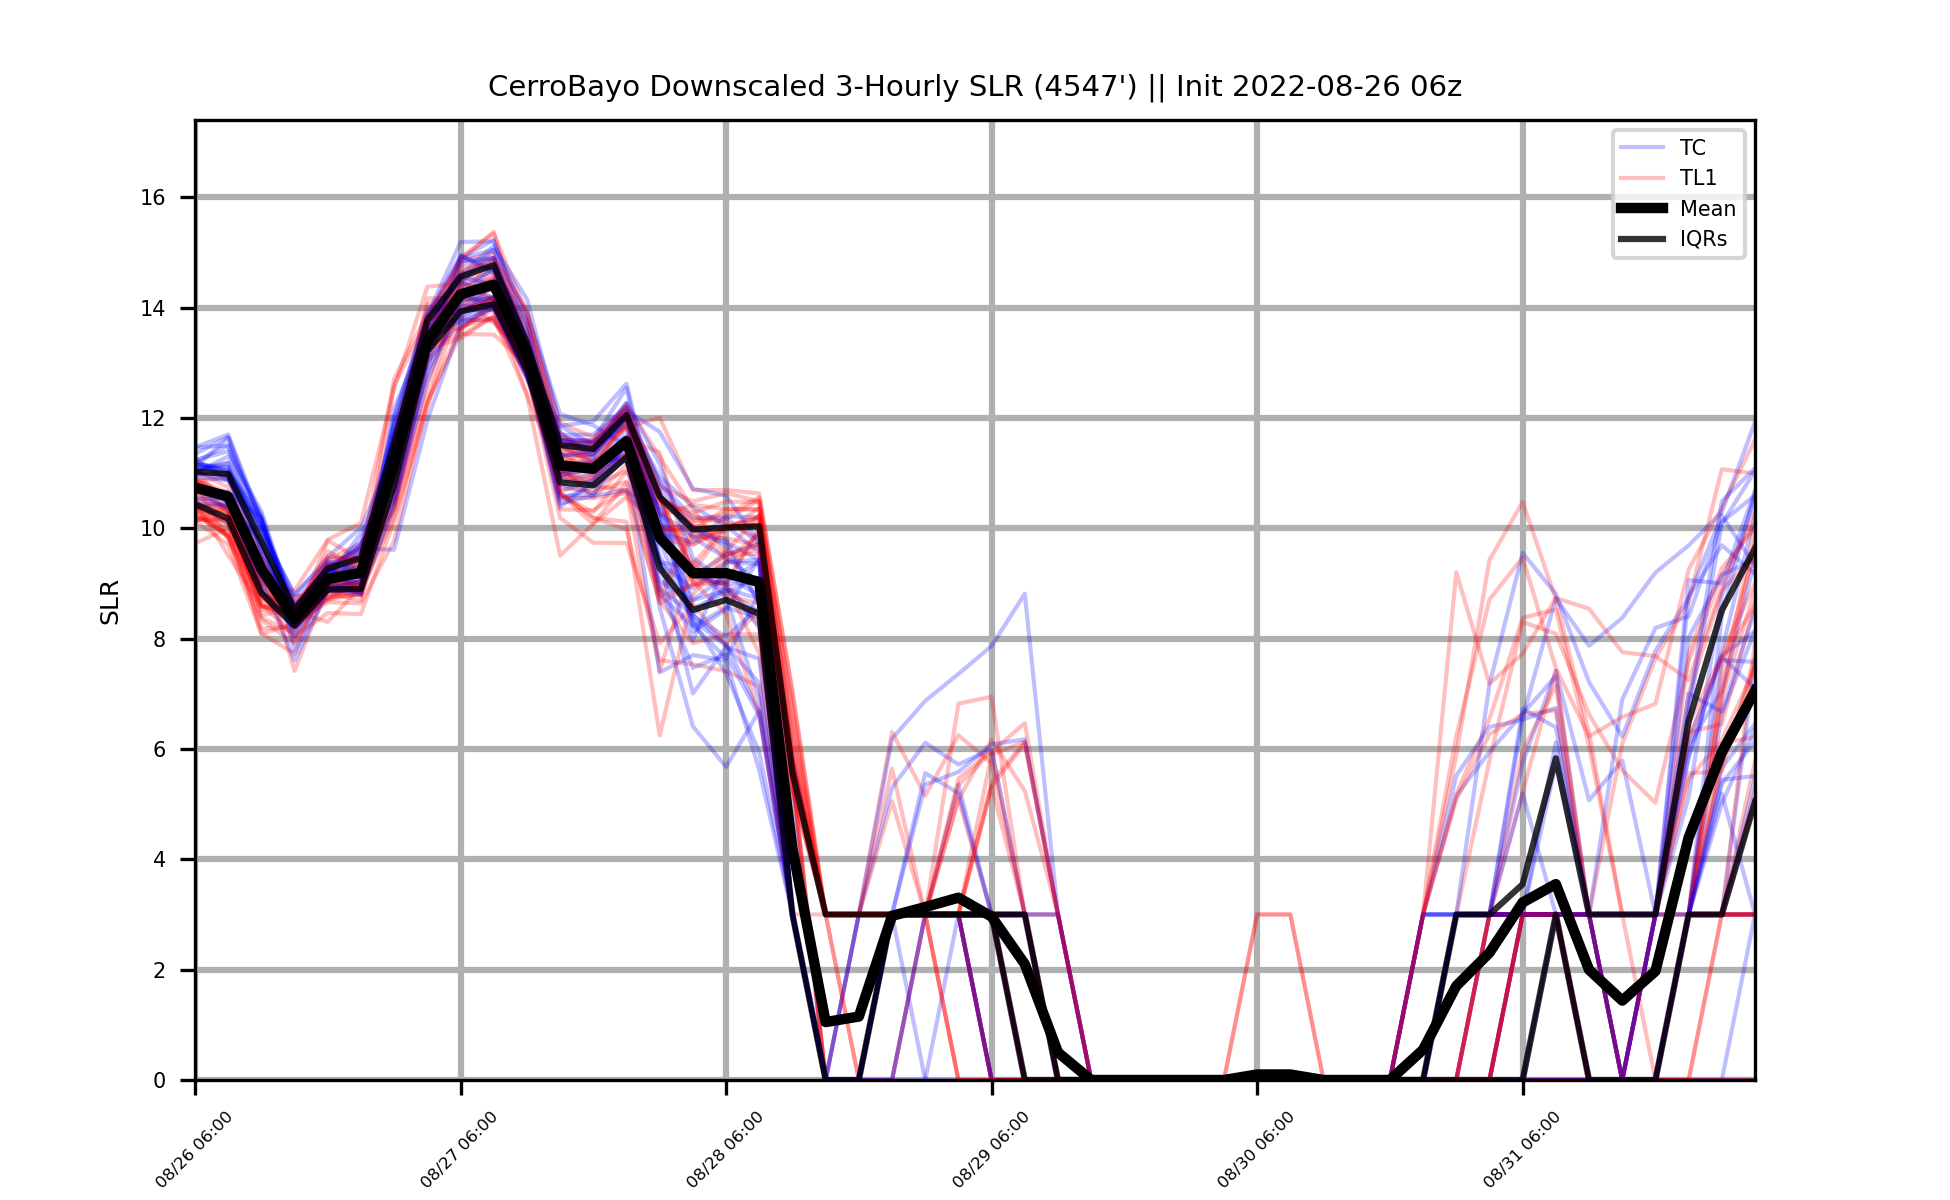 CerroBayo Downscaled 3-Hourly SLR (4547') || Init 2022-08-26 06z
TC
TL1
Mean
IQRs
SLR
16
14
12
10
8
6
4
2
0
08/26 06:00
08/27 06:00
08/28 06:00
08/29 06:00
08/30 06:00
08/31 06:00